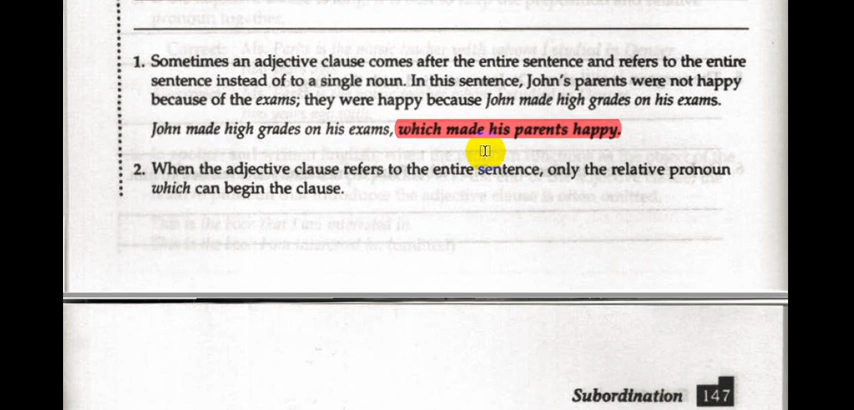 1. Sometimes an adjective clause comes after the entire sentence and refers to the entire
sentence instead of to a single noun. In this sentence, John's parents were not happy
because of the exams; they were happy because John made high grades on his exams.
John made high grades on his exams, which made his parents happy.
2. When the adjective clause refers to the entire sentence, only the relative pronoun
which can begin the clause.
Subordination 147